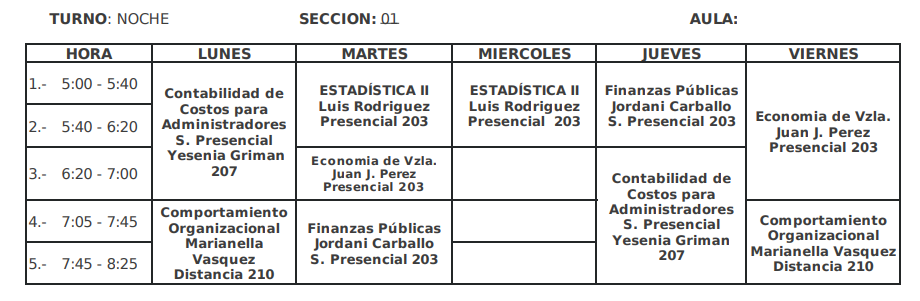 TURNO: NOCHE SECCION: 01 AULA:
HORA LUNES MARTES MIERCOLES JUEVES VIERNES
1.- 5:00 - 5:40
2.- 5:40 - 6:20
3.- 6:20 - 7:00
4.- 7:05 - 7:45
5.- 7:45 - 8:25
Contabilidad de
Costos para
Administradores
S. Presencial
Yesenia Griman
207
Comportamiento
Organizacional
Marianella
Vasquez
Distancia 210
ESTADÍSTICA II
Luis Rodriguez
Presencial 203
Economia de Vzla.
Juan J. Perez
Presencial 203
Finanzas Públicas
Jordani Carballo
S. Presencial 203
ESTADÍSTICA II
Luis Rodriguez
Presencial 203
Finanzas Públicas
Jordani Carballo
S. Presencial 203
Contabilidad de
Costos para
Administradores
S. Presencial
Yesenia Griman
207
Economia de Vzla.
Juan J. Perez
Presencial 203
Comportamiento
Organizacional
Marianella Vasquez
Distancia 210